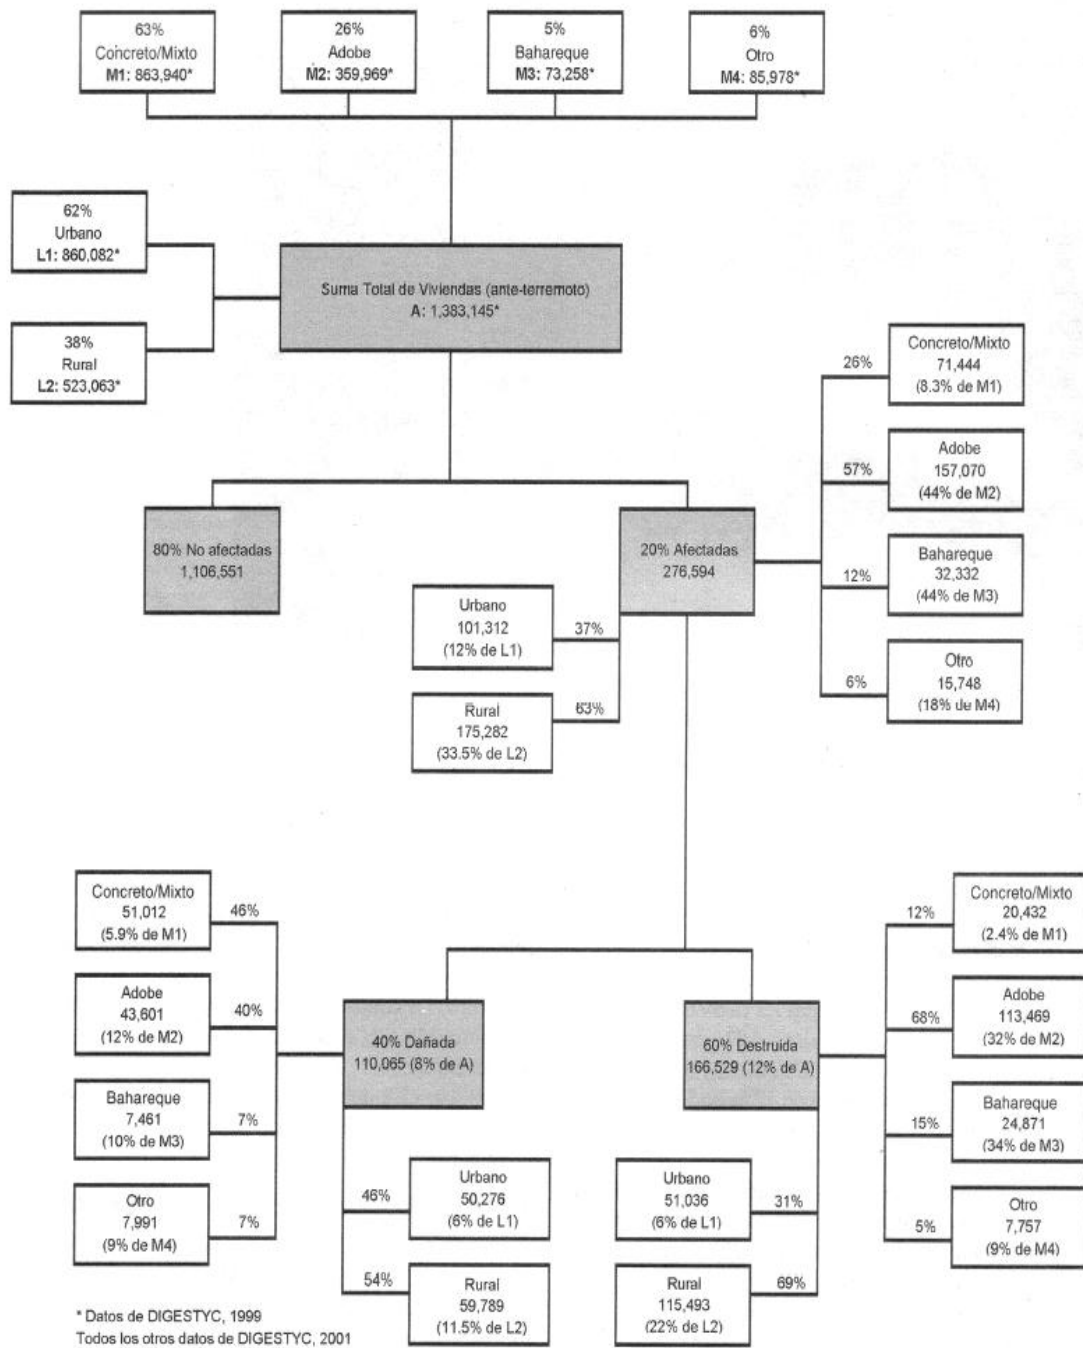 63%
Concreto/Mixto
M1: 863,940*
26%
Adobe
M2: 359,969*
5%
Bahareque
M3: 73,258*
6%
Otro
M4: 85,978*
62%
Urbano
L1: 860,082*
38%
Rural
L2: 523,063*
Suma Total de Viviendas (ante-terremoto)
A: 1,383,145*
80% No afectadas
1,106,551
20% Afectadas
276,594
26%
Concreto/Mixto
71,444
(8.3% de M1)
57%
Adobe
157,070
(44% de M2)
12%
Bahareque
32,332
(44% de M3)
6%
Otro
15,748
(18% de M4)
Urbano
101,312
(12% de L1)
37%
Rural
175,282
(33.5% de L2)
63%
Concreto/Mixto
51,012
(5.9% de M1)
46%
Adobe
43,601
(12% de M2)
40%
Bahareque
7,461
(10% de M3)
7%
Otro
7,991
(9% de M4)
7%
40% Dañada
110,065 (8% de A)
46%
Urbano
50,276
(6% de L1)
54%
Rural
59,789
(11.5% de L2)
60% Destruida
166,529 (12% de A)
Urbano
51,036
(6% de L1)
31%
Rural
115,493
(22% de L2)
69%
12%
Concreto/Mixto
20,432
(2.4% de M1)
68%
Adobe
113,469
(32% de M2)
15%
Bahareque
24,871
(34% de M3)
5%
Otro
7,757
(9% de M4)
* Datos de DIGESTYC, 1999
Todos los otros datos de DIGESTYC, 2001